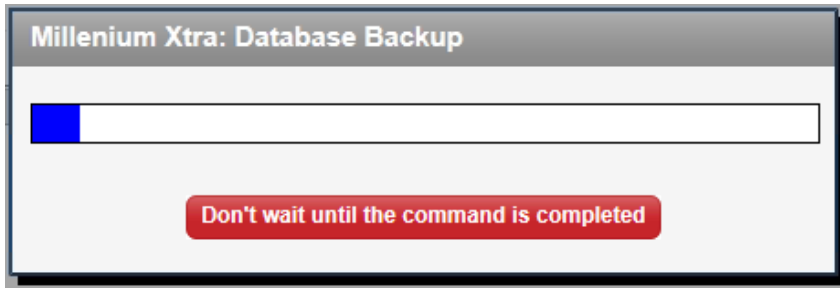 Millenium Xtra: Database Backup
Don't wait until the command is completed